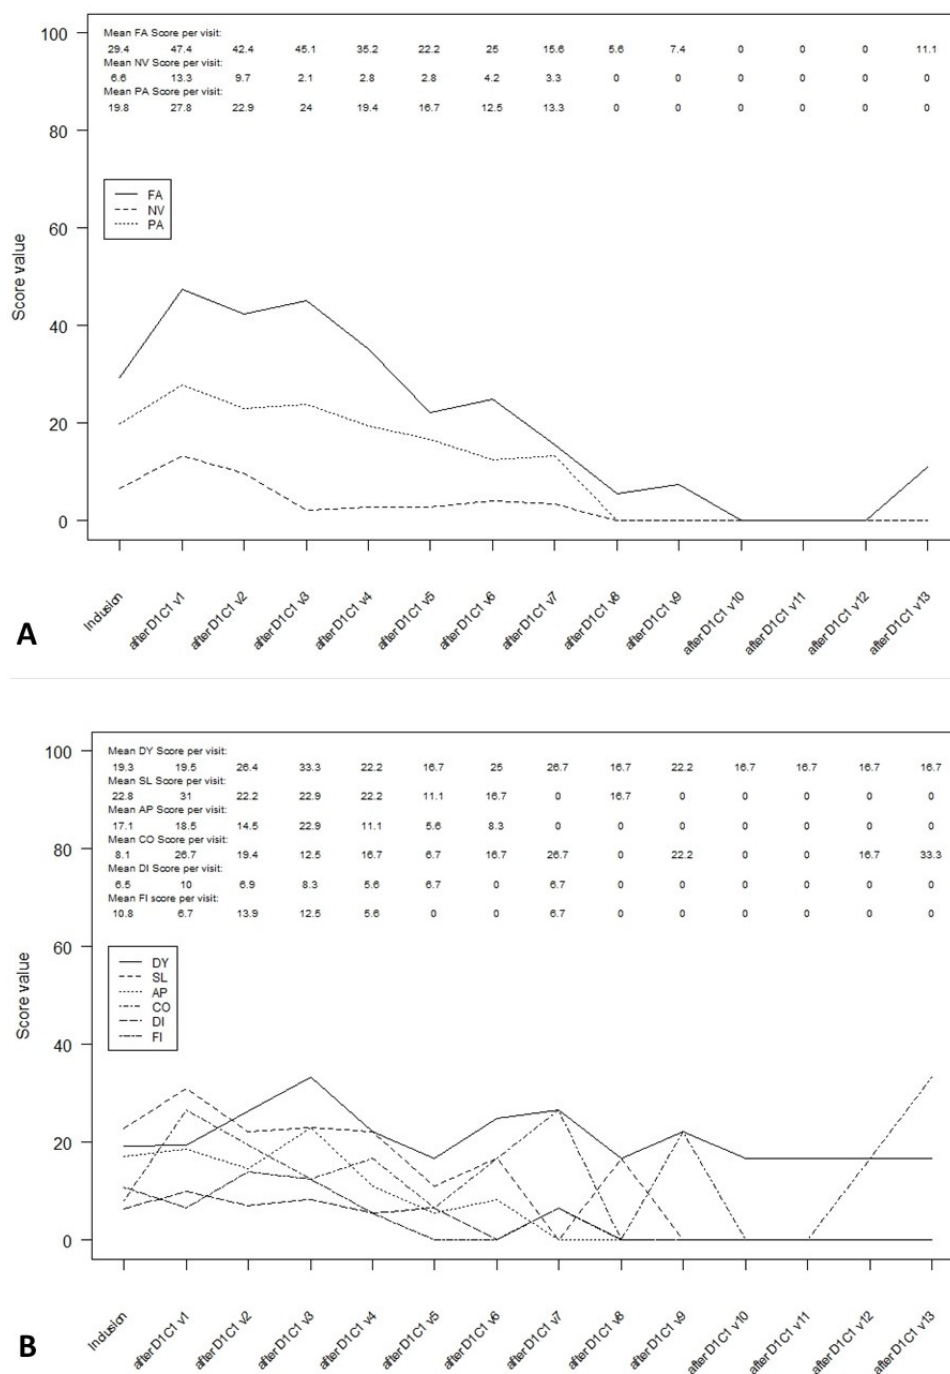 Mean FA Score per visit:
29.4 47.4 42.4 45.1 35.2 22.2 25 15.6 5.6 7.4 0 0 0 11.1
Mean NV Score per visit:
6.6 13.3 9.7 2.1 2.8 2.8 4.2 3.3 0 0 0 0 0 0
Mean PA Score per visit:
19.8 27.8 22.9 24 19.4 16.7 12.5 13.3 0 0 0 0 0 0
100
80
60
40
20
0
Score value
FA
NV
PA
Inclusion
after D1C1 v1
after D1C1 v2
after D1C1 v3
after D1C1 v4
after D1C1 v5
after D1C1 v6
after D1C1 v7
after D1C1 v8
after D1C1 v9
after D1C1 v10
after D1C1 v11
after D1C1 v12
after D1C1 v13
A
Mean DY Score per visit:
19.3 19.5 26.4 33.3 22.2 16.7 25 26.7 16.7 22.2 16.7 16.7 16.7 16.7
Mean SL Score per visit:
22.8 31 22.2 22.9 22.2 11.1 16.7 0 16.7 0 0 0 0 0
Mean AP Score per visit:
17.1 18.5 14.5 22.9 11.1 5.6 8.3 0 0 0 0 0 0 0
Mean CO Score per visit:
8.1 26.7 19.4 12.5 16.7 6.7 16.7 26.7 0 22.2 0 0 16.7 33.3
Mean DI Score per visit:
6.5 10 6.9 8.3 5.6 6.7 0 6.7 0 0 0 0 0 0
Mean FI score per visit:
10.8 6.7 13.9 12.5 5.6 0 0 6.7 0 0 0 0 0 0
100
80
60
40
20
0
Score value
DY
SL
AP
CO
DI
FI
Inclusion
after D1C1 v1
after D1C1 v2
after D1C1 v3
after D1C1 v4
after D1C1 v5
after D1C1 v6
after D1C1 v7
after D1C1 v8
after D1C1 v9
after D1C1 v10
after D1C1 v11
after D1C1 v12
after D1C1 v13
B